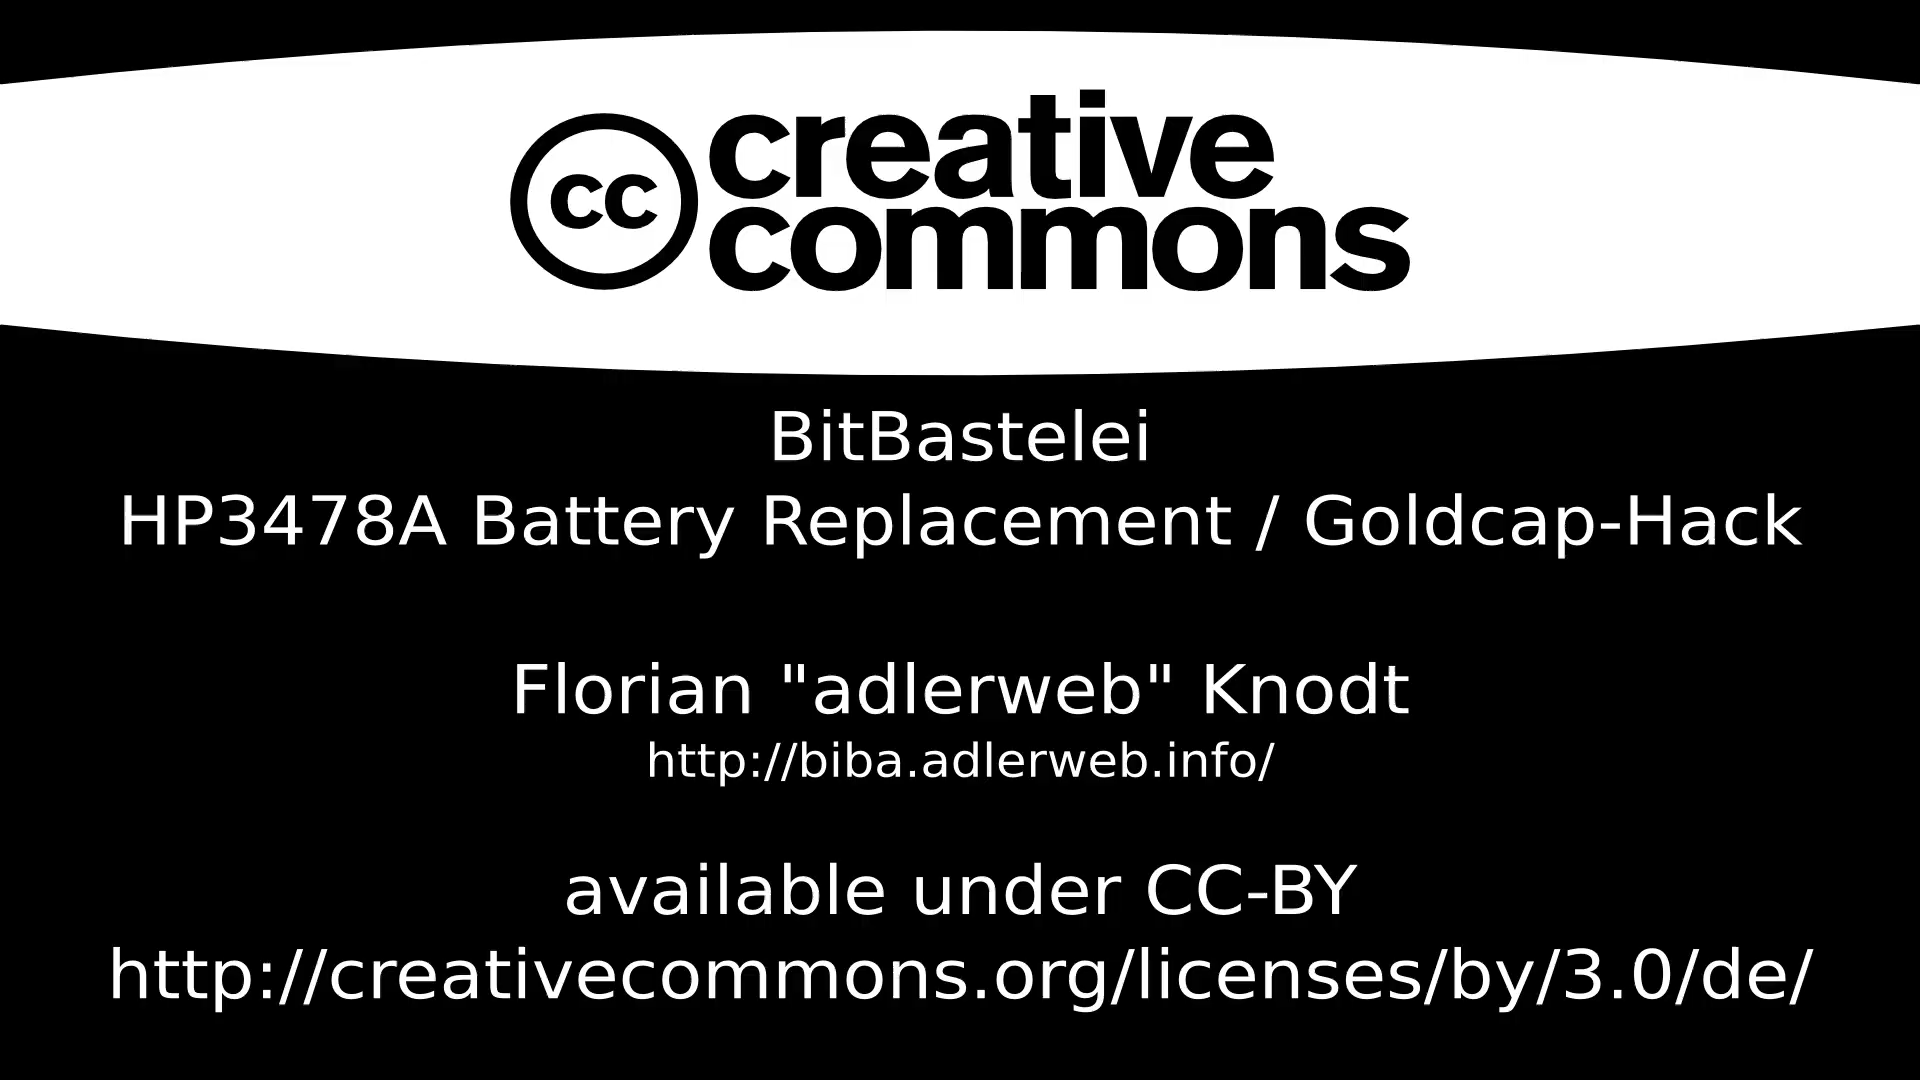 cc creative
commons
BitBastelei
HP3478A Battery Replacement / Goldcap-Hack
Florian "adlerweb" Knodt
http://biba.adlerweb.info/
available under CC-BY
http://creativecommons.org/licenses/by/3.0/de/